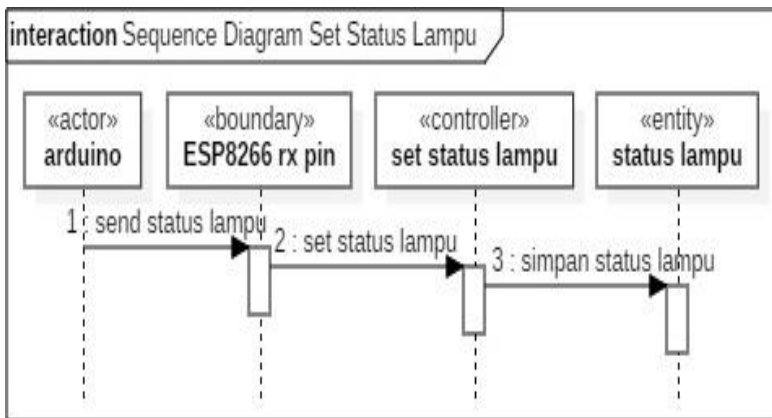 interaction Sequence Diagram Set Status Lampu
«actor»
arduino
«boundary»
ESP8266 rx pin
«controller»
set status lampu
«entity»
status lampu
1 : send status lampu
2 : set status lampu
3 : simpan status lampu